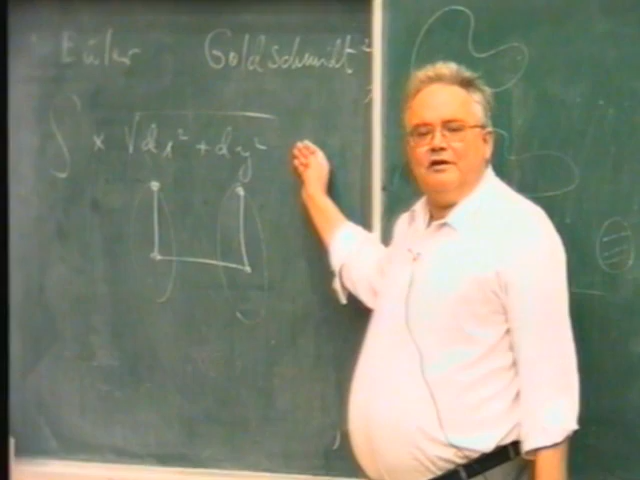 Euler Goldschmidt
∫ x √dx² + dy²